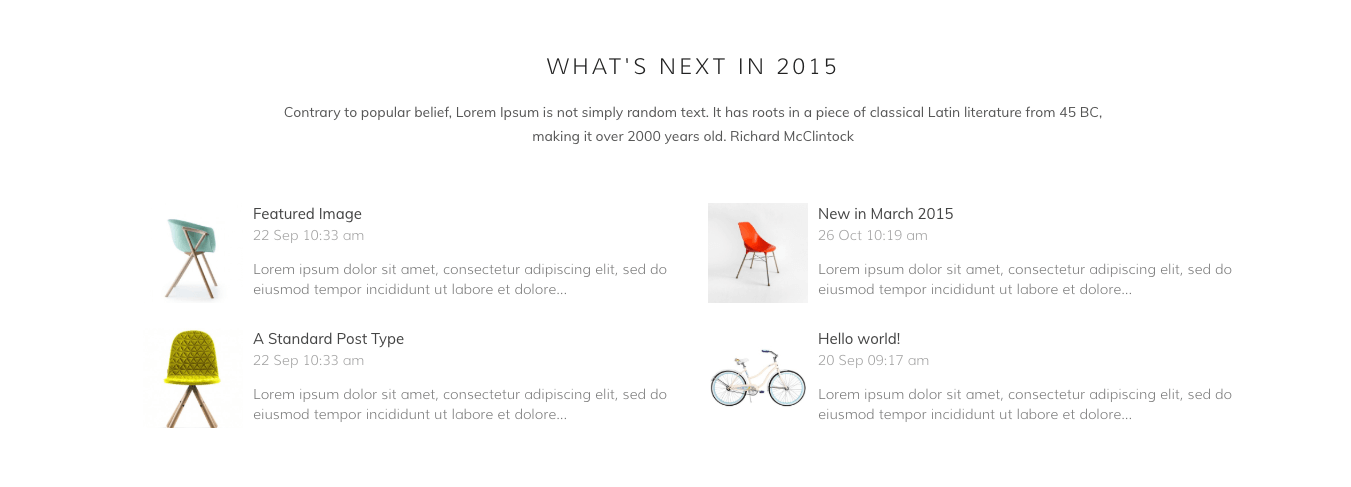 WHAT'S NEXT IN 2015
Contrary to popular belief, Lorem Ipsum is not simply random text. It has roots in a piece of classical Latin literature from 45 BC,
making it over 2000 years old. Richard McClintock
Featured Image
22 Sep 10:33 am
Lorem ipsum dolor sit amet, consectetur adipiscing elit, sed do
eiusmod tempor incididunt ut labore et dolore...
New in March 2015
26 Oct 10:19 am
Lorem ipsum dolor sit amet, consectetur adipiscing elit, sed do
eiusmod tempor incididunt ut labore et dolore...
A Standard Post Type
22 Sep 10:33 am
Lorem ipsum dolor sit amet, consectetur adipiscing elit, sed do
eiusmod tempor incididunt ut labore et dolore...
Hello world!
20 Sep 09:17 am
Lorem ipsum dolor sit amet, consectetur adipiscing elit, sed do
eiusmod tempor incididunt ut labore et dolore...